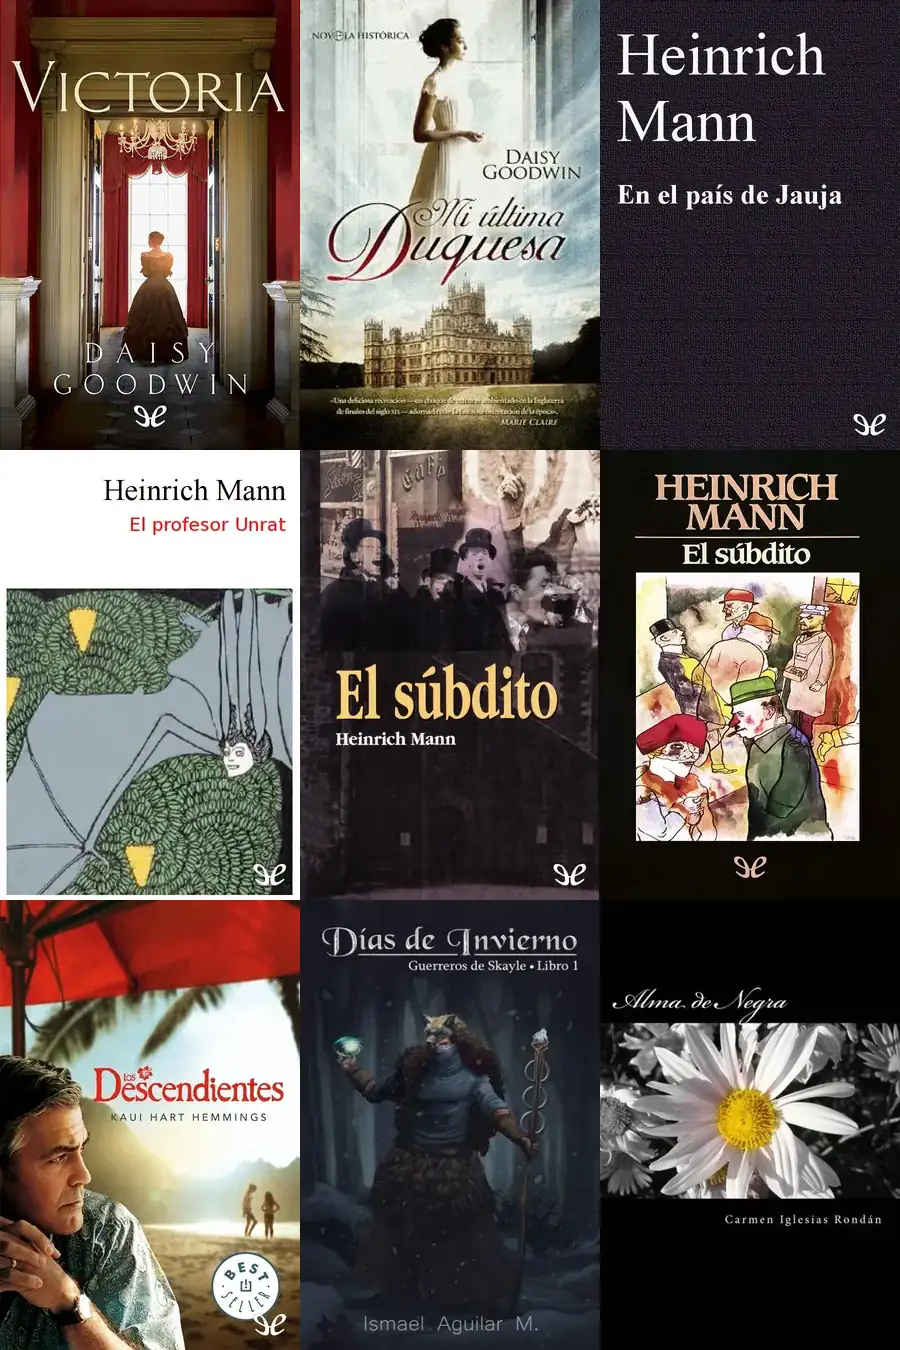 VICTORIA
DAISY
GOODWIN
NOVELA HISTÓRICA
DAISY
GOODWIN
Mi última
Duquesa
MARIE CLAIRE
Heinrich
Mann
En el país de Jauja
Heinrich Mann
El profesor Unrat
Café
El súbdito
Heinrich Mann
HEINRICH
MANN
El súbdito
los
Descendientes
KAUI HART HEMMINGS
BEST
SELLER
Días de Invierno
Guerreros de Skayle • Libro 1
Ismael Aguilar M.
Alma de Negra
Carmen Iglesias Rondán